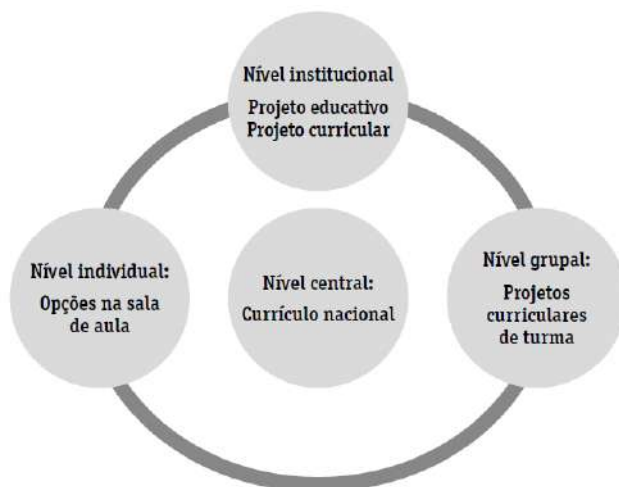 Nível institucional
Projeto educativo
Projeto curricular
Nível individual:
Opções na sala
de aula
Nível central:
Currículo nacional
Nível grupal:
Projetos
curriculares
de turma